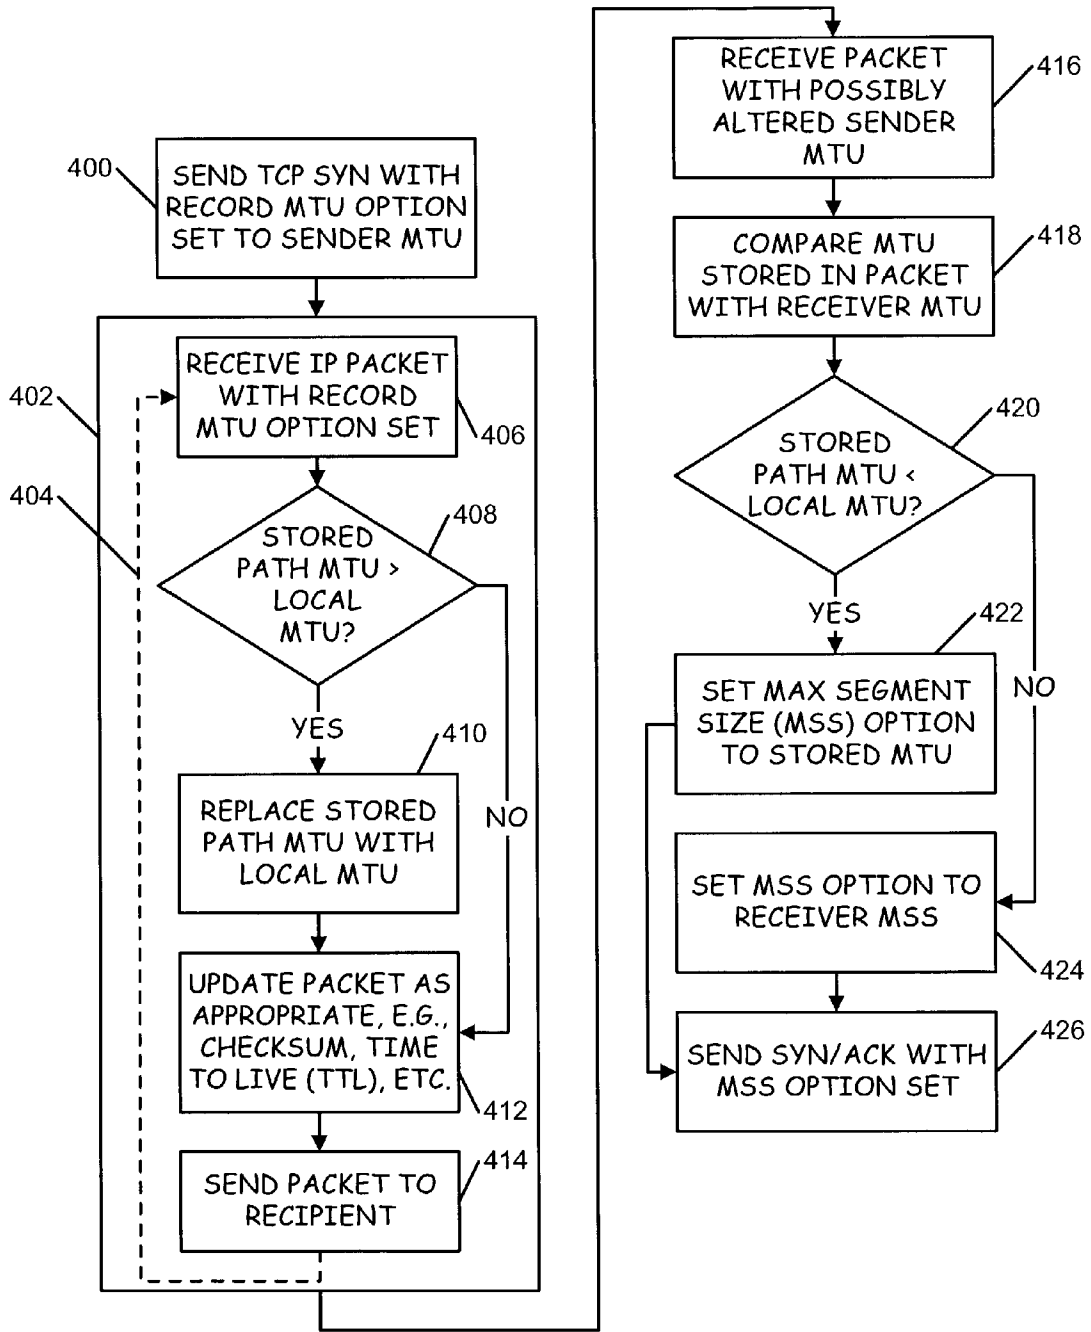 400
SEND TCP SYN WITH
RECORD MTU OPTION
SET TO SENDER MTU
402
404
RECEIVE IP PACKET
WITH RECORD
MTU OPTION SET
406
STORED
PATH MTU >
LOCAL
MTU?
408
YES
NO
410
REPLACE STORED
PATH MTU WITH
LOCAL MTU
UPDATE PACKET AS
APPROPRIATE, E.G.,
CHECKSUM, TIME
TO LIVE (TTL), ETC.
412
414
SEND PACKET TO
RECIPIENT
RECEIVE PACKET
WITH POSSIBLY
ALTERED SENDER
MTU
416
COMPARE MTU
STORED IN PACKET
WITH RECEIVER MTU
418
STORED
PATH MTU <
LOCAL MTU?
420
YES
NO
422
SET MAX SEGMENT
SIZE (MSS) OPTION
TO STORED MTU
SET MSS OPTION TO
RECEIVER MSS
424
SEND SYN/ACK WITH
MSS OPTION SET
426